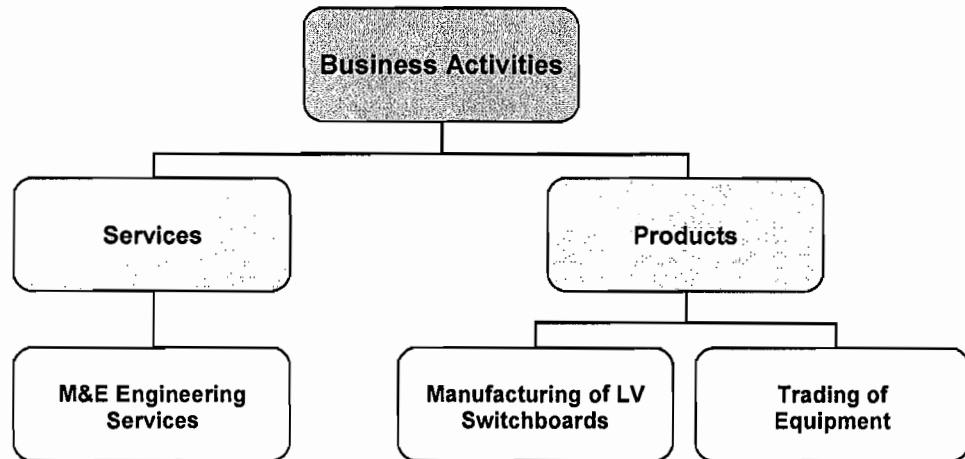 Business Activities
Services
Products
M&E Engineering
Services
Manufacturing of LV
Switchboards
Trading of
Equipment